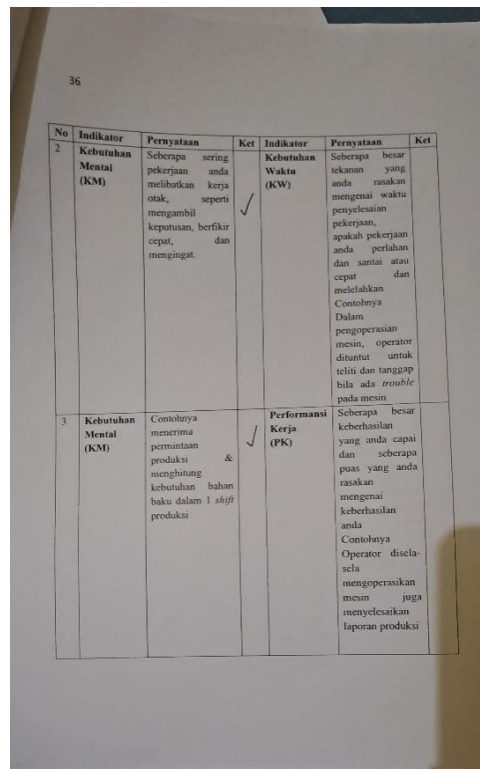 36
No Indikator Pernyataan Ket Indikator Pernyataan Ket
2 Kebutuhan Mental (KM)
Seberapa sering
pekerjaan anda
melibatkan kerja
otak, seperti
mengambil
keputusan, berfikir
cepat, dan
mengingat.
✓
Kebutuhan
Waktu
(KW)
Seberapa besar
tekanan yang
anda rasakan
mengenai waktu
penyelesaian
pekerjaan,
apakah pekerjaan
anda perlahan
dan santai atau
cepat dan
melelahkan
Contohnya
Dalam
pengoperasian
mesin, operator
dituntut untuk
teliti dan tanggap
bila ada trouble
pada mesin
3 Kebutuhan
Mental
(KM)
Contohnya
menerima
permintaan
produksi &
menghitung
kebutuhan bahan
baku dalam 1 shift
produksi
✓
Performansi
Kerja
(PK)
Seberapa besar
keberhasilan
yang anda capai
dan seberapa
puas yang anda
rasakan
mengenai
keberhasilan
anda
Contohnya
Operator disela-
sela
mengoperasikan
mesin juga
menyelesaikan
laporan produksi